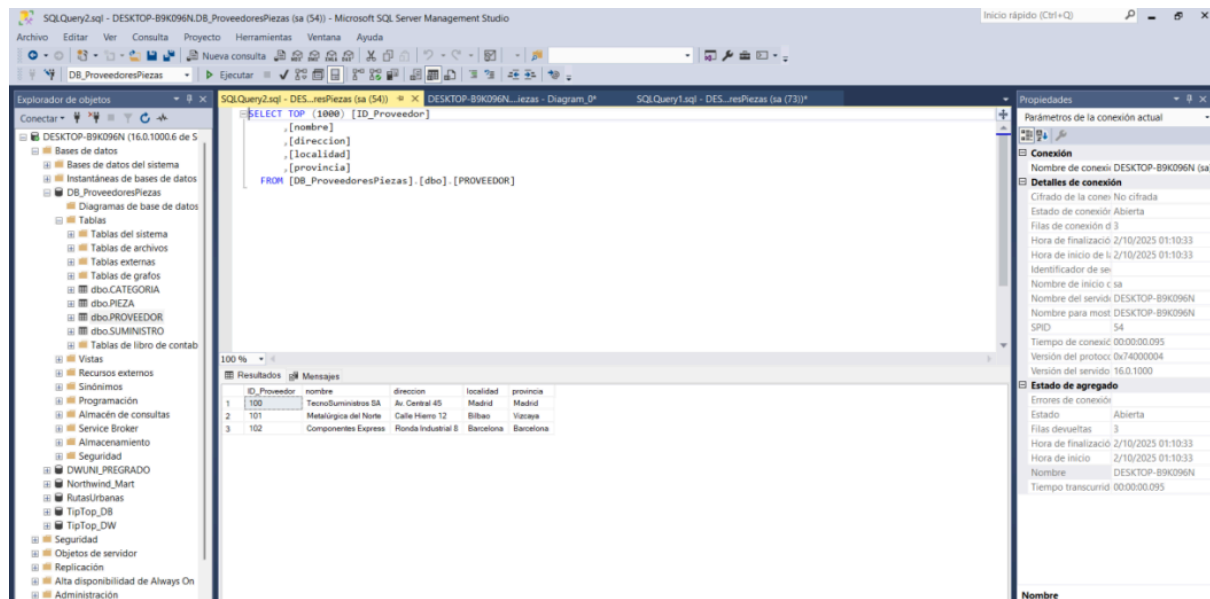 SQLQuery2.sql - DESKTOP-B9K096N.DB_ProveedoresPiezas (sa (54)) - Microsoft SQL Server Management Studio
Inicio rápido (Ctrl+Q)
Archivo Editar Ver Consulta Proyecto Herramientas Ventana Ayuda
Nueva consulta
DB_ProveedoresPiezas Ejecutar
Explorador de objetos
Conectar
DESKTOP-B9K096N (16.0.1000.6 de S
Bases de datos
Bases de datos del sistema
Instantáneas de bases de datos
DB_ProveedoresPiezas
Diagramas de base de datos
Tablas
Tablas del sistema
Tablas de archivos
Tablas externas
Tablas de grafos
dbo.CATEGORIA
dbo.PIEZA
dbo.PROVEEDOR
dbo.SUMINISTRO
Tablas de libro de contab
Vistas
Recursos externos
Sinónimos
Programación
Almacén de consultas
Service Broker
Almacenamiento
Seguridad
DWUNI_PREGRADO
Northwind_Mart
RutasUrbanas
TipTop_DB
TipTop_DW
Seguridad
Objetos de servidor
Replicación
Alta disponibilidad de Always On
Administración
SQLQuery2.sql - DES...resPiezas (sa (54)) DESKTOP-B9K096N....iezas - Diagram_0* SQLQuery1.sql - DES...resPiezas (sa (73))*
SELECT TOP (1000) [ID_Proveedor]
,[nombre]
,[direccion]
,[localidad]
,[provincia]
FROM [DB_ProveedoresPiezas].[dbo].[PROVEEDOR]
100 %
Resultados Mensajes
ID_Proveedor nombre direccion localidad provincia
1 100 TecnoSuministros SA Av. Central 45 Madrid Madrid
2 101 Metalúrgica del Norte Calle Hierro 12 Bilbao Vizcaya
3 102 Componentes Express Ronda Industrial 8 Barcelona Barcelona
Propiedades
Parámetros de la conexión actual
Conexión
Nombre de conexió DESKTOP-B9K096N (sa
Detalles de conexión
Cifrado de la conex No cifrada
Estado de conexión Abierta
Filas de conexión d 3
Hora de finalizació 2/10/2025 01:10:33
Hora de inicio de la 2/10/2025 01:10:33
Identificador de ses
Nombre de inicio c sa
Nombre del servido DESKTOP-B9K096N
Nombre para most DESKTOP-B9K096N
SPID 54
Tiempo de conexió 00:00:00.095
Versión del protocc 0x74000004
Versión del servido 16.0.1000
Estado de agregado
Errores de conexión
Estado Abierta
Filas devueltas 3
Hora de finalizació 2/10/2025 01:10:33
Hora de inicio 2/10/2025 01:10:33
Nombre DESKTOP-B9K096N
Tiempo transcurrid 00:00:00.095
Nombre